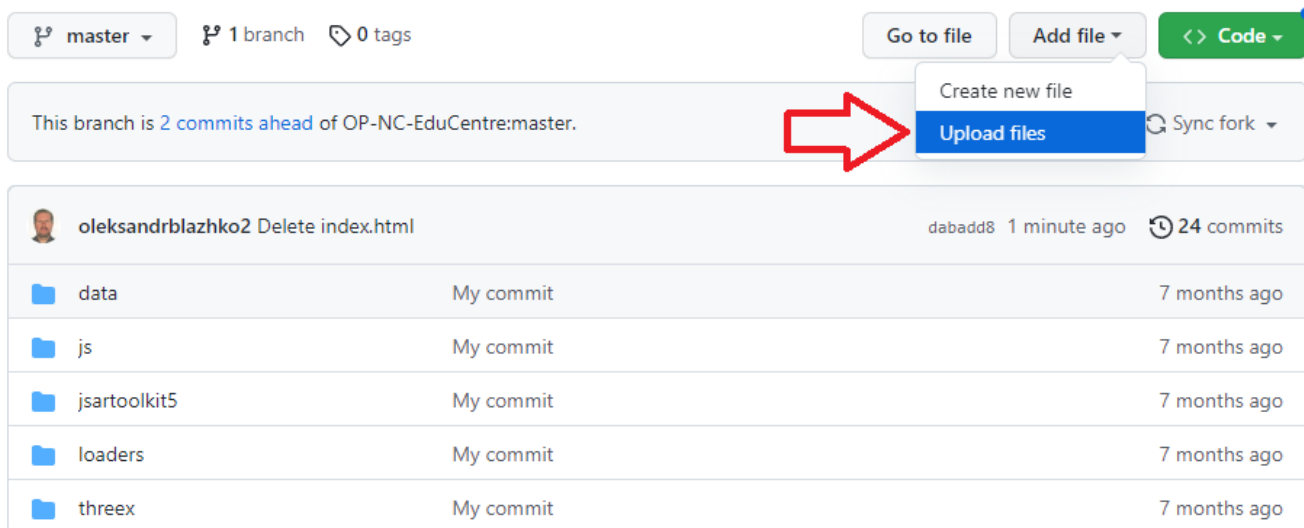 master 1 branch 0 tags Go to file Add file <> Code
Create new file
This branch is 2 commits ahead of OP-NC-EduCentre:master.
Upload files
Sync fork
oleksandrblazhko2 Delete index.html dabadd8 1 minute ago 24 commits
data My commit 7 months ago
js My commit 7 months ago
jsartoolkit5 My commit 7 months ago
loaders My commit 7 months ago
threex My commit 7 months ago